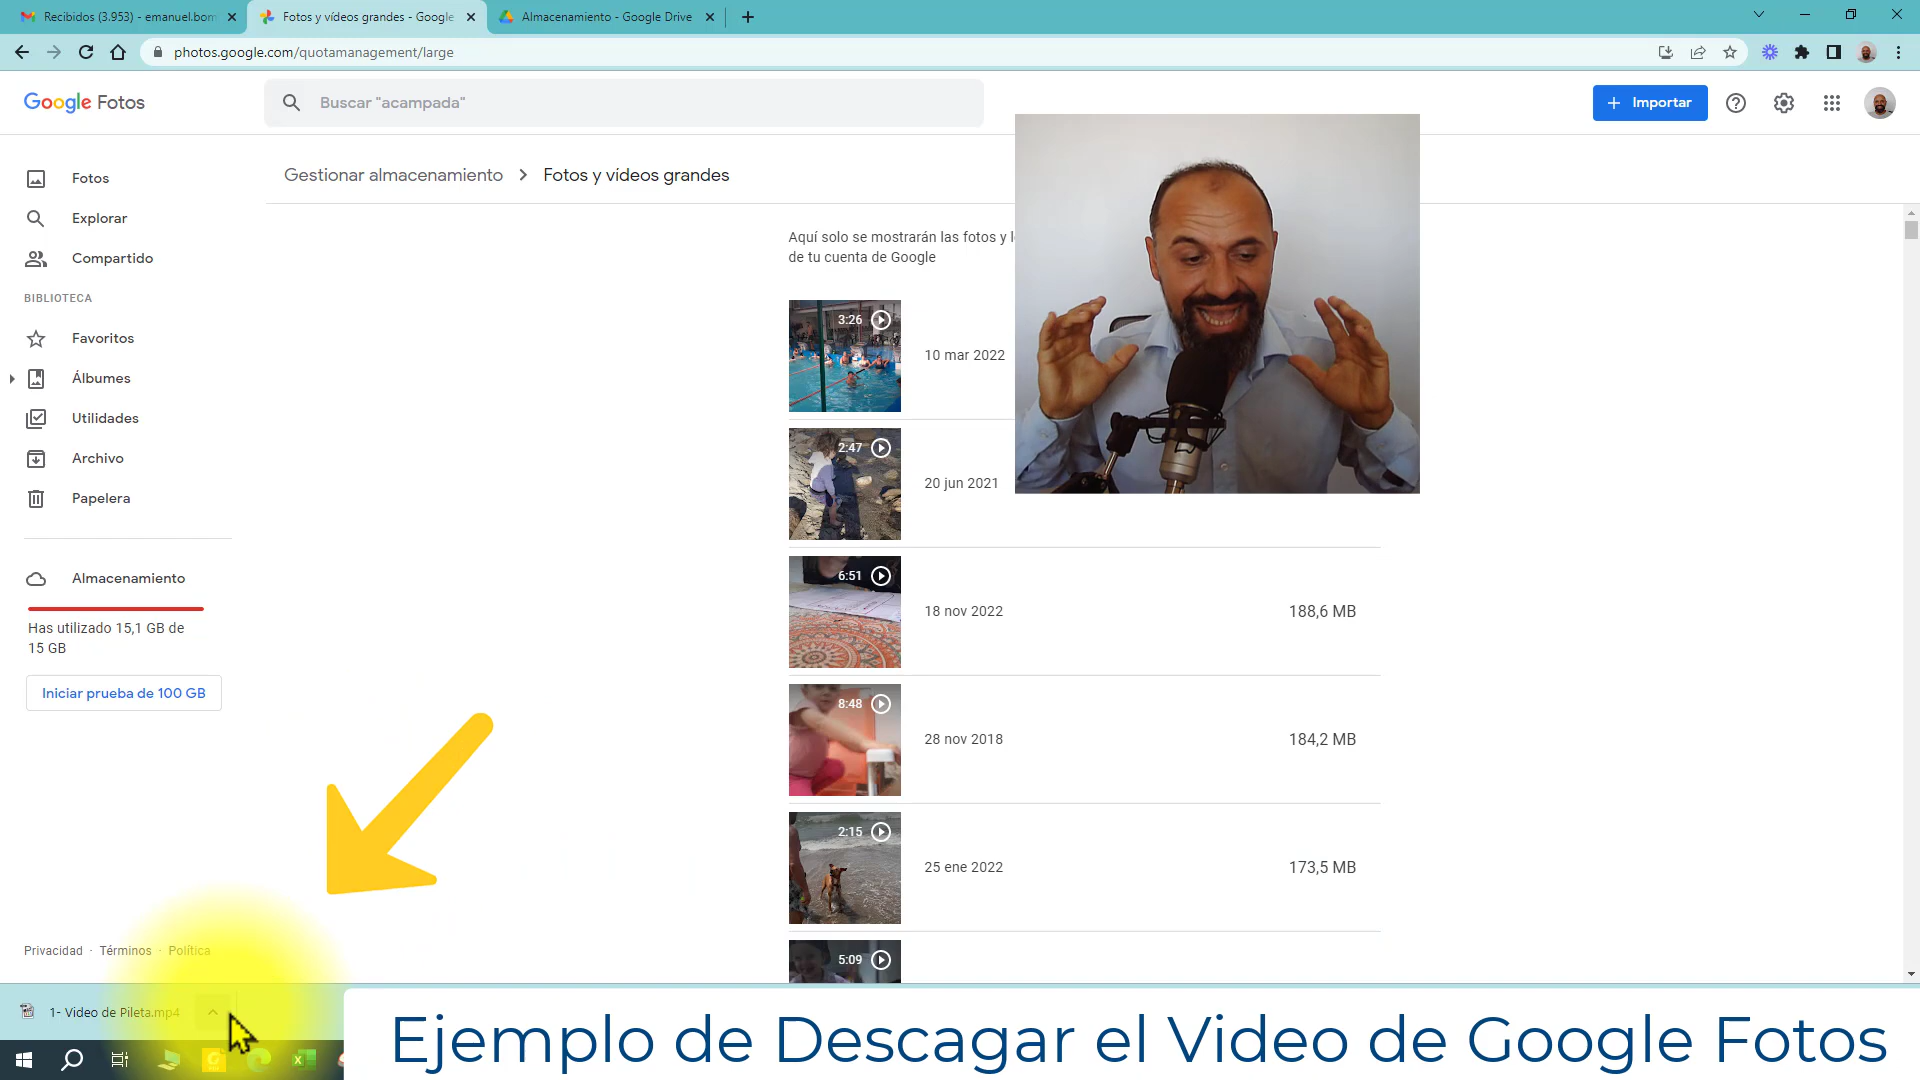 Recibidos (3.953) - emanuel.bom
Fotos y vídeos grandes - Google
Almacenamiento - Google Drive
photos.google.com/quotamanagement/large
Google Fotos
Buscar "acampada"
Importar
Fotos
Explorar
Compartido
BIBLIOTECA
Favoritos
Álbumes
Utilidades
Archivo
Papelera
Almacenamiento
Has utilizado 15,1 GB de
15 GB
Iniciar prueba de 100 GB
Privacidad · Términos · Política
Gestionar almacenamiento > Fotos y vídeos grandes
Aquí solo se mostrarán las fotos y l
de tu cuenta de Google
3:26
10 mar 2022
2:47
20 jun 2021
6:51
18 nov 2022 188,6 MB
8:48
28 nov 2018 184,2 MB
2:15
25 ene 2022 173,5 MB
5:09
1- Video de Pileta.mp4
Ejemplo de Descagar el Video de Google Fotos